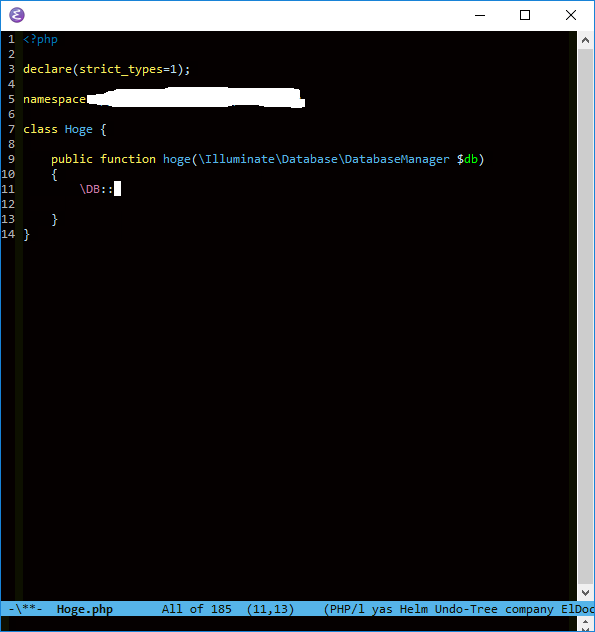 1 <?php
2
3 declare(strict_types=1);
4
5 namespace
6
7 class Hoge {
8
9     public function hoge(\Illuminate\Database\DatabaseManager $db)
10     {
11         \DB::
12
13     }
14 }
-\**-  Hoge.php       All of 185  (11,13)    (PHP/l yas Helm Undo-Tree company ElDoc